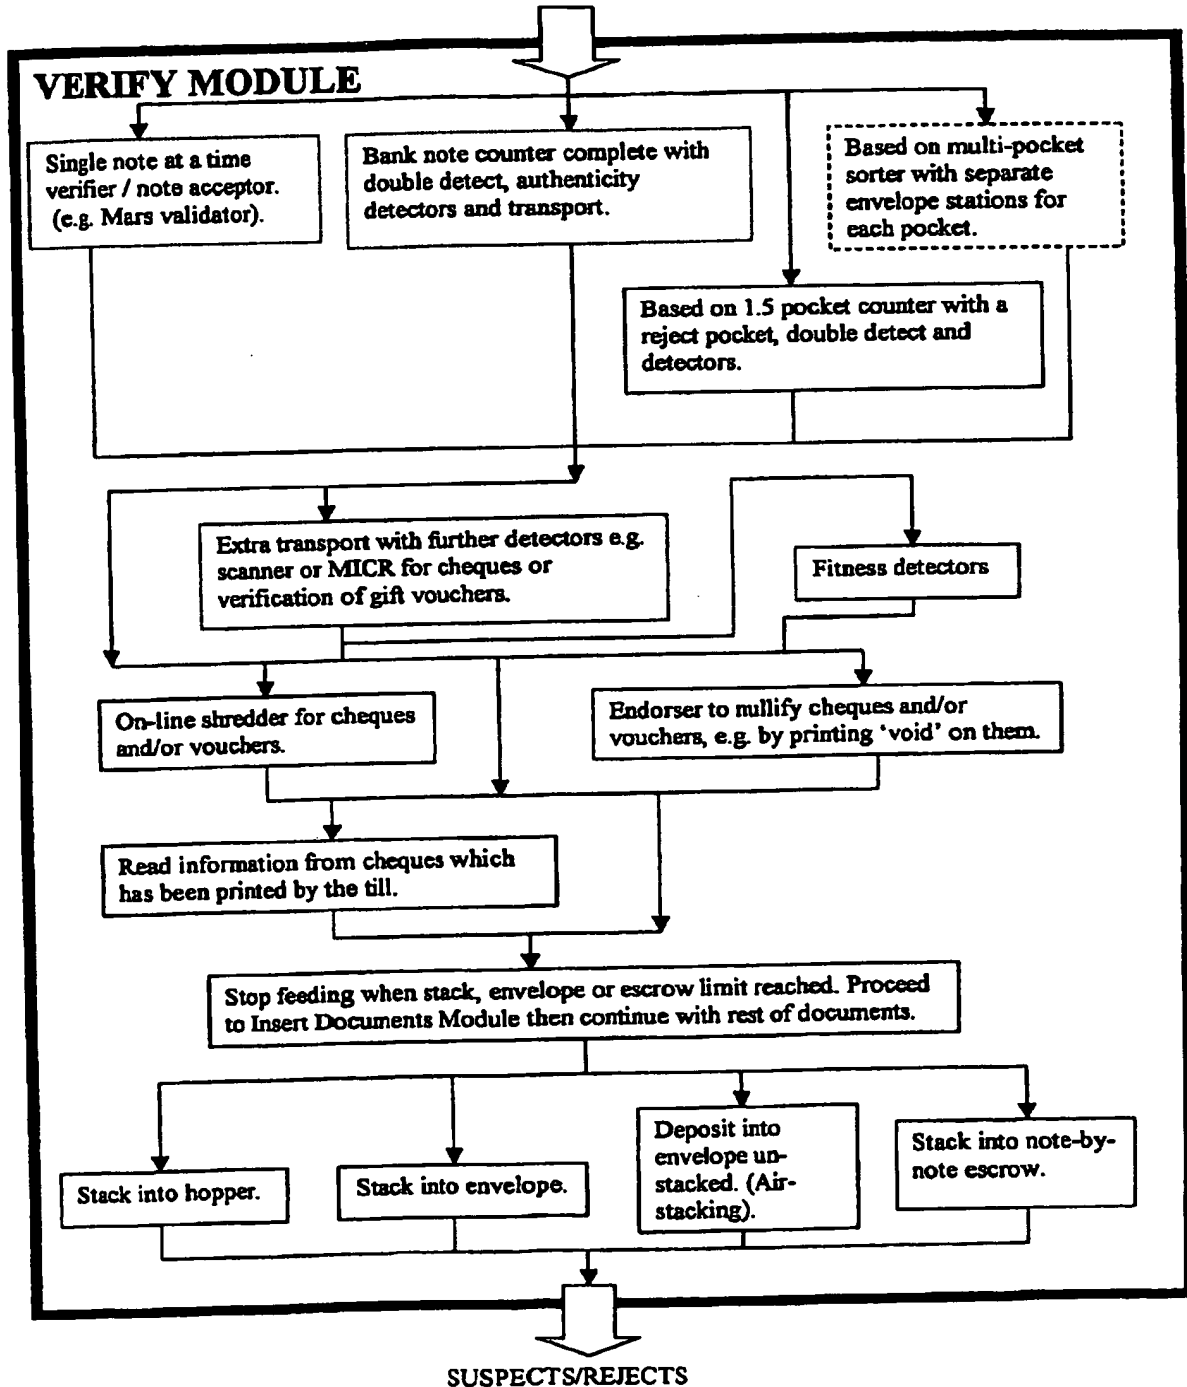 VERIFY MODULE
Single note at a time
verifier / note acceptor.
(e.g. Mars validator).
Bank note counter complete with
double detect, authenticity
detectors and transport.
Based on multi-pocket
sorter with separate
envelope stations for
each pocket.
Based on 1.5 pocket counter with a
reject pocket, double detect and
detectors.
Extra transport with further detectors e.g.
scanner or MICR for cheques or
verification of gift vouchers.
Fitness detectors
On-line shredder for cheques
and/or vouchers.
Endorser to nullify cheques and/or
vouchers, e.g. by printing ‘void’ on them.
Read information from cheques which
has been printed by the till.
Stop feeding when stack, envelope or escrow limit reached. Proceed
to Insert Documents Module then continue with rest of documents.
Stack into hopper.
Stack into envelope.
Deposit into
envelope un-
stacked. (Air-
stacking).
Stack into note-by-
note escrow.
SUSPECTS/REJECTS